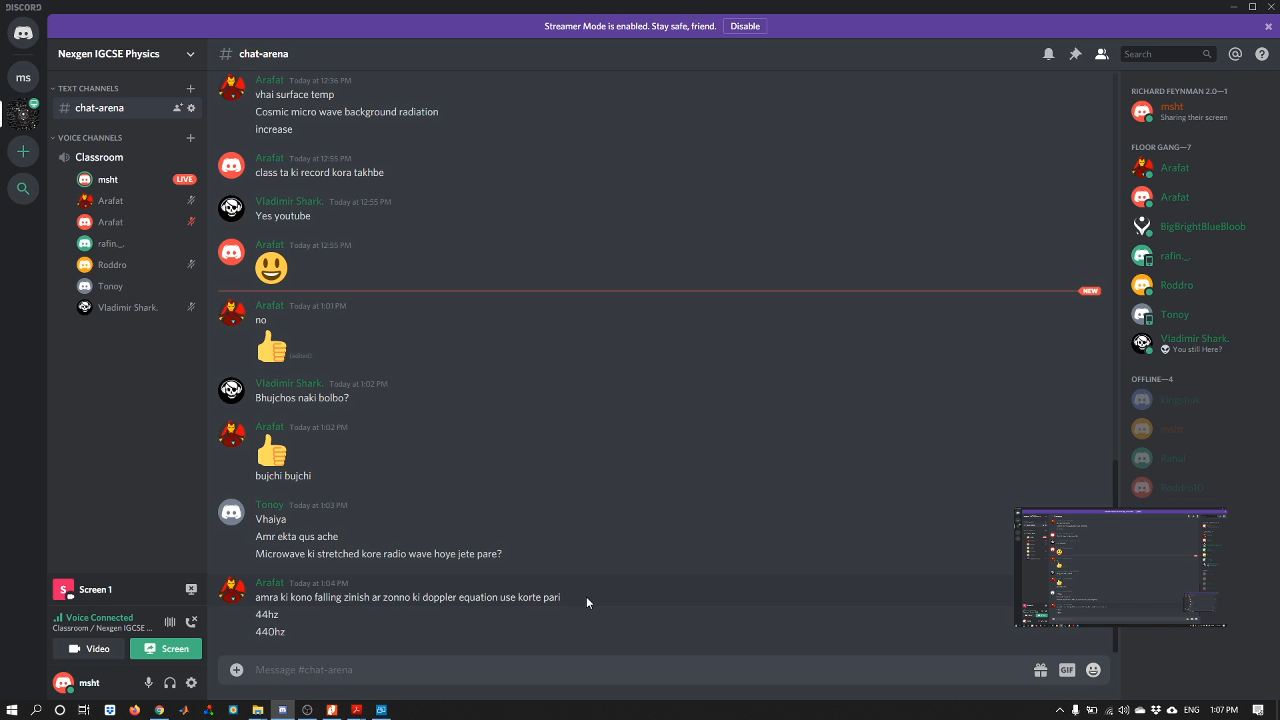 DISCORD
Streamer Mode is enabled. Stay safe, friend.
Disable
Nexgen IGCSE Physics
# chat-arena
Search
ms
TEXT CHANNELS
# chat-arena
VOICE CHANNELS
Classroom
msht
LIVE
Arafat
Arafat
rafin._.
Roddro
Tonoy
Vladimir Shark.
Arafat Today at 12:36 PM
vhai surface temp
Cosmic micro wave background radiation
increase
Arafat Today at 12:55 PM
class ta ki record kora takhbe
Vladimir Shark. Today at 12:55 PM
Yes youtube
Arafat Today at 12:55 PM
NEW
Arafat Today at 1:01 PM
no
(edited)
Vladimir Shark. Today at 1:02 PM
Bhujchos naki bolbo?
Arafat Today at 1:02 PM
bujchi bujchi
Tonoy Today at 1:03 PM
Vhaiya
Amr ekta qus ache
Microwave ki stretched kore radio wave hoye jete pare?
Arafat Today at 1:04 PM
amra ki kono falling zinish ar zonno ki doppler equation use korte pari
44hz
440hz
Message #chat-arena
GIF
RICHARD FEYNMAN 2.0—1
msht
Sharing their screen
FLOOR GANG—7
Arafat
Arafat
BigBrightBlueBloob
rafin._.
Roddro
Tonoy
Vladimir Shark.
You still Here?
OFFLINE—4
msht
Roddro10
S
Screen 1
Voice Connected
Classroom / Nexgen IGCSE ...
Video
Screen
msht
ENG
1:07 PM